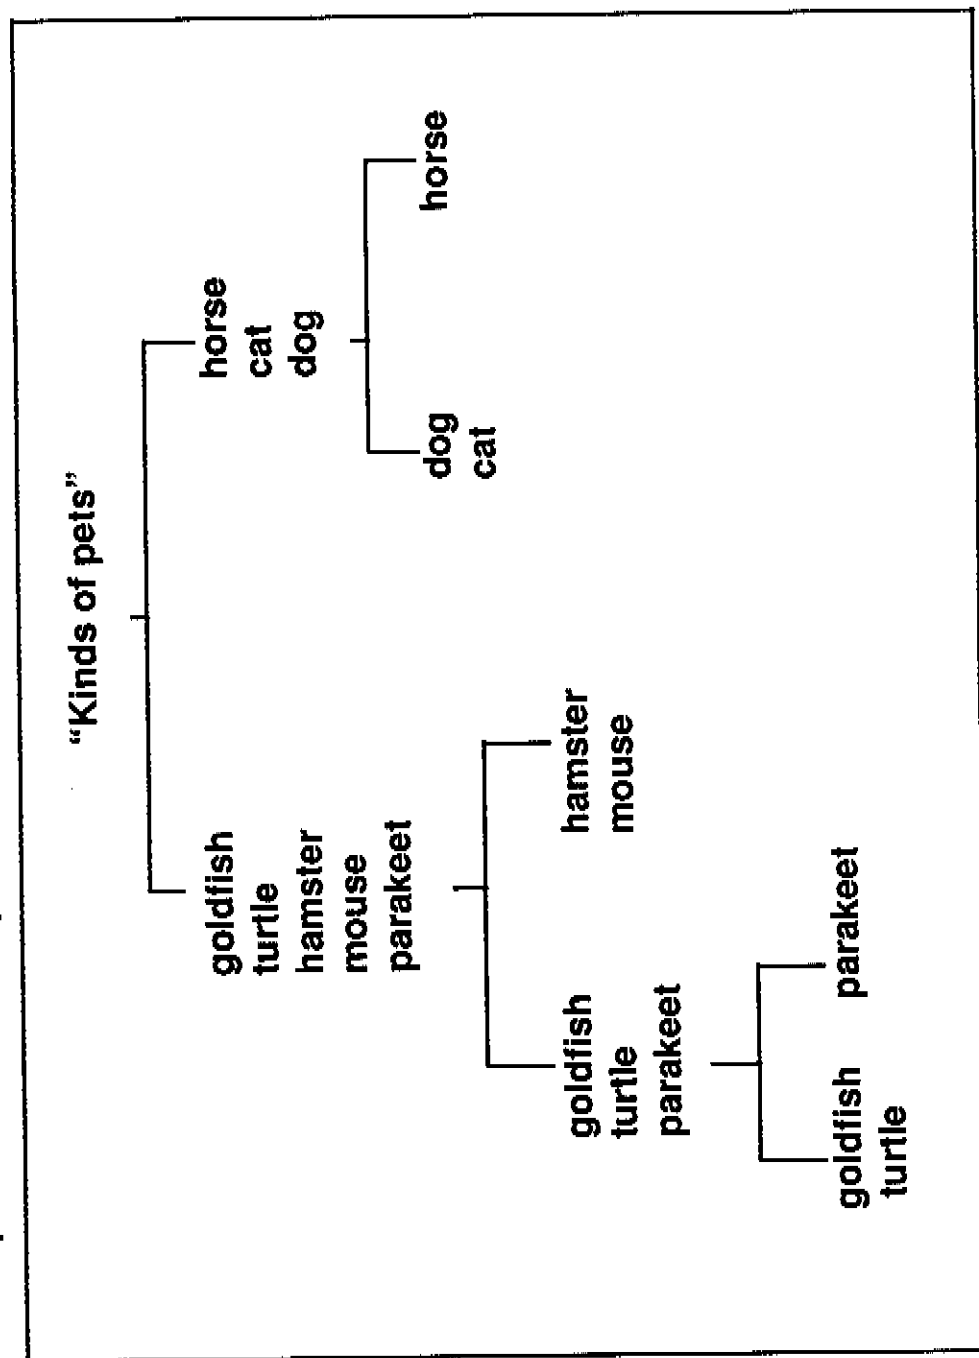 “Kinds of pets”
goldfish
turtle
hamster
mouse
parakeet
horse
cat
dog
goldfish
turtle
parakeet
hamster
mouse
dog
cat
horse
goldfish
turtle
parakeet